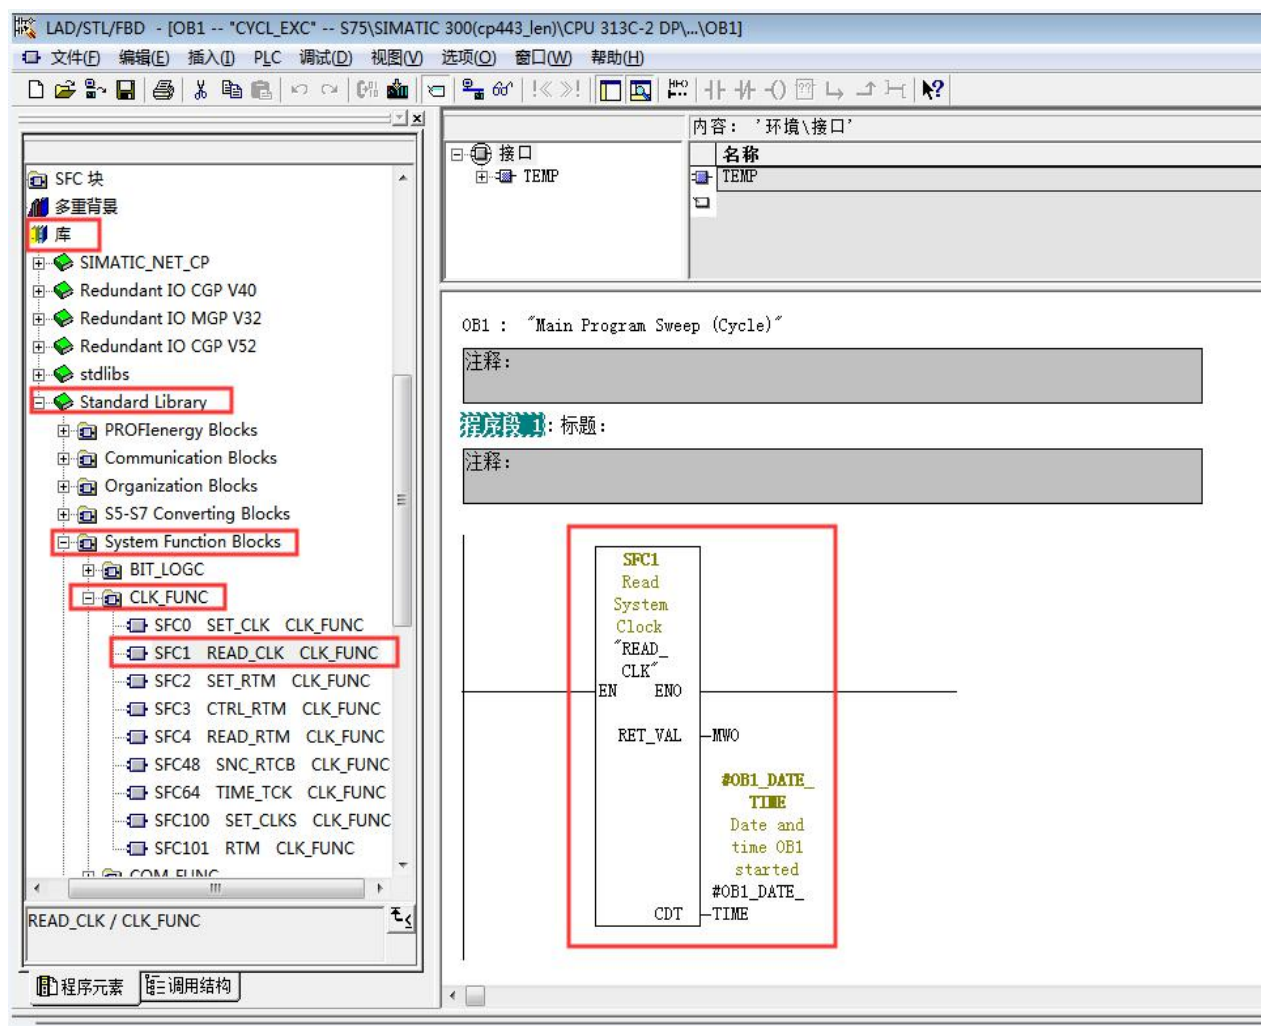 LAD/STL/FBD - [OB1 -- "CYCL_EXC" -- S75\SIMATIC 300(cp443_len)\CPU 313C-2 DP\...\OB1]
文件(F) 编辑(E) 插入(I) PLC 调试(D) 视图(V) 选项(O) 窗口(W) 帮助(H)
SFC 块
多重背景
库
SIMATIC_NET_CP
Redundant IO CGP V40
Redundant IO MGP V32
Redundant IO CGP V52
stdlibs
Standard Library
PROFIenergy Blocks
Communication Blocks
Organization Blocks
S5-S7 Converting Blocks
System Function Blocks
BIT_LOGC
CLK_FUNC
SFC0 SET_CLK CLK_FUNC
SFC1 READ_CLK CLK_FUNC
SFC2 SET_RTM CLK_FUNC
SFC3 CTRL_RTM CLK_FUNC
SFC4 READ_RTM CLK_FUNC
SFC48 SNC_RTCB CLK_FUNC
SFC64 TIME_TCK CLK_FUNC
SFC100 SET_CLKS CLK_FUNC
SFC101 RTM CLK_FUNC
COM_FUNC
READ_CLK / CLK_FUNC
程序元素 调用结构
内容： '环境\接口'
接口
TEMP
名称
TEMP
OB1 : "Main Program Sweep (Cycle)"
注释：
程序段 1：标题：
注释：
SFC1
Read
System
Clock
"READ_
CLK"
EN ENO
RET_VAL MW0
#OB1_DATE_
TIME
Date and
time OB1
started
#OB1_DATE_
CDT TIME